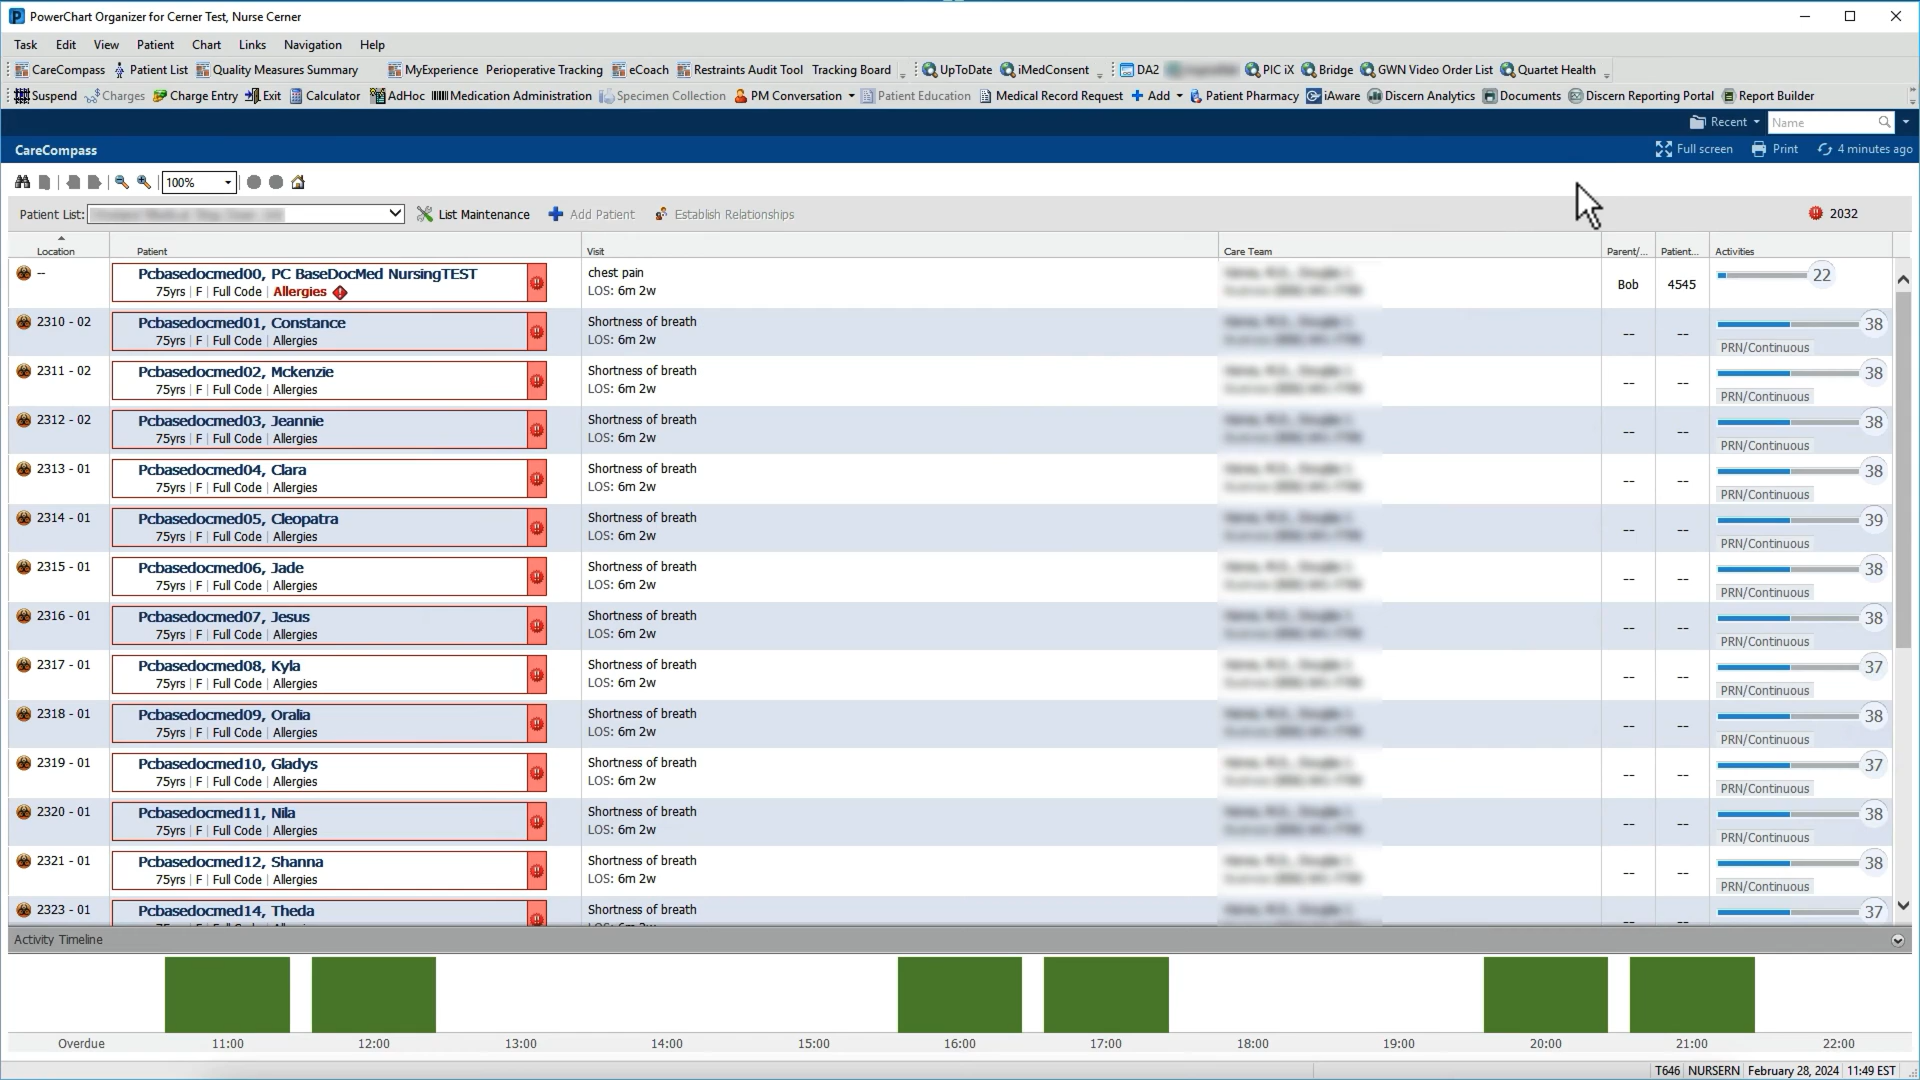 PowerChart Organizer for Cerner Test, Nurse Cerner
Task Edit View Patient Chart Links Navigation Help
CareCompass Patient List Quality Measures Summary MyExperience Perioperative Tracking eCoach Restraints Audit Tool Tracking Board UpToDate iMedConsent DA2 PIC iX Bridge GWN Video Order List Quartet Health
Suspend Charges Charge Entry Exit Calculator AdHoc Medication Administration Specimen Collection PM Conversation Patient Education Medical Record Request Add Patient Pharmacy iAware Discern Analytics Documents Discern Reporting Portal Report Builder
Recent Name
CareCompass Full screen Print 4 minutes ago
100%
Patient List: List Maintenance Add Patient Establish Relationships 2032
Location Patient Visit Care Team Parent/... Patient... Activities
-- Pcbasedocmed00, PC BaseDocMed NursingTEST chest pain Bob 4545 22
75yrs | F | Full Code | Allergies LOS: 6m 2w
2310 - 02 Pcbasedocmed01, Constance Shortness of breath -- -- 38
75yrs | F | Full Code | Allergies LOS: 6m 2w PRN/Continuous
2311 - 02 Pcbasedocmed02, Mckenzie Shortness of breath -- -- 38
75yrs | F | Full Code | Allergies LOS: 6m 2w PRN/Continuous
2312 - 02 Pcbasedocmed03, Jeannie Shortness of breath -- -- 38
75yrs | F | Full Code | Allergies LOS: 6m 2w PRN/Continuous
2313 - 01 Pcbasedocmed04, Clara Shortness of breath -- -- 38
75yrs | F | Full Code | Allergies LOS: 6m 2w PRN/Continuous
2314 - 01 Pcbasedocmed05, Cleopatra Shortness of breath -- -- 39
75yrs | F | Full Code | Allergies LOS: 6m 2w PRN/Continuous
2315 - 01 Pcbasedocmed06, Jade Shortness of breath -- -- 38
75yrs | F | Full Code | Allergies LOS: 6m 2w PRN/Continuous
2316 - 01 Pcbasedocmed07, Jesus Shortness of breath -- -- 38
75yrs | F | Full Code | Allergies LOS: 6m 2w PRN/Continuous
2317 - 01 Pcbasedocmed08, Kyla Shortness of breath -- -- 37
75yrs | F | Full Code | Allergies LOS: 6m 2w PRN/Continuous
2318 - 01 Pcbasedocmed09, Oralia Shortness of breath -- -- 38
75yrs | F | Full Code | Allergies LOS: 6m 2w PRN/Continuous
2319 - 01 Pcbasedocmed10, Gladys Shortness of breath -- -- 37
75yrs | F | Full Code | Allergies LOS: 6m 2w PRN/Continuous
2320 - 01 Pcbasedocmed11, Nila Shortness of breath -- -- 38
75yrs | F | Full Code | Allergies LOS: 6m 2w PRN/Continuous
2321 - 01 Pcbasedocmed12, Shanna Shortness of breath -- -- 38
75yrs | F | Full Code | Allergies LOS: 6m 2w PRN/Continuous
2323 - 01 Pcbasedocmed14, Theda Shortness of breath -- -- 37
Activity Timeline
Overdue 11:00 12:00 13:00 14:00 15:00 16:00 17:00 18:00 19:00 20:00 21:00 22:00
T646 NURSERN February 28, 2024 11:49 EST